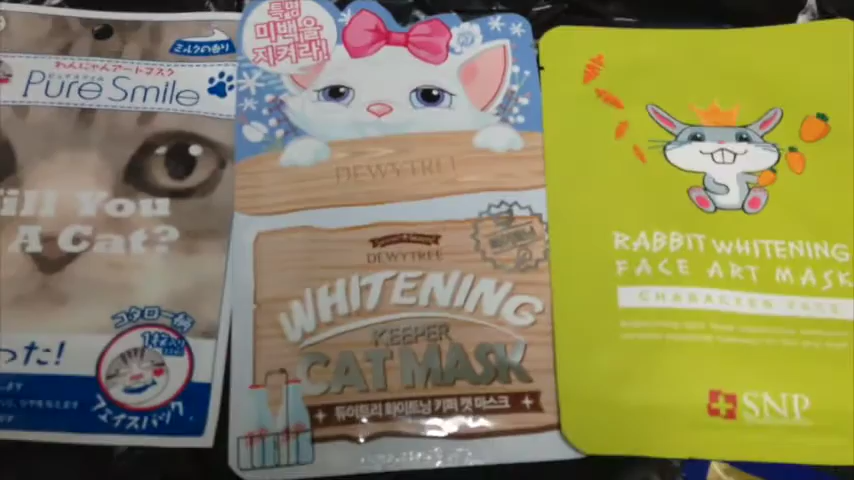 ミルクの香り
わんにゃんアートマスク
Pure Smile
ill You
A Cat?
った!
コタロー柄
フェイスパック
특명
미백을
지켜라!
DEWYTREE
DEWYTREE
WHITENING
KEEPER
CAT MASK
듀이트리 화이트닝 키퍼 캣 마스크
RABBIT WHITENING
FACE ART MASK
CHARACTER FACE
SNP